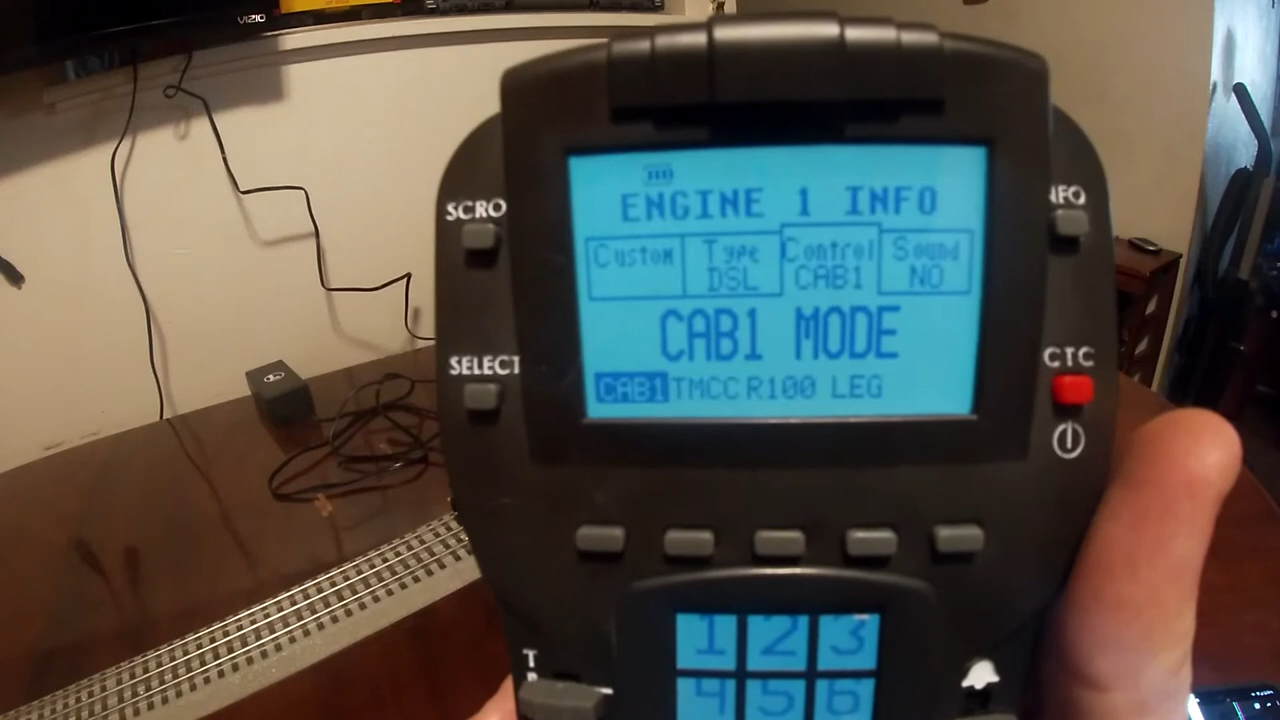 VIZIO
ENGINE 1 INFO
Custom Type Control Sound
DSL CAB1 NO
CAB1 MODE
CAB1 TMCC R100 LEG
SCRO
NFO
SELECT
CTC
1 2 3
4 5 6